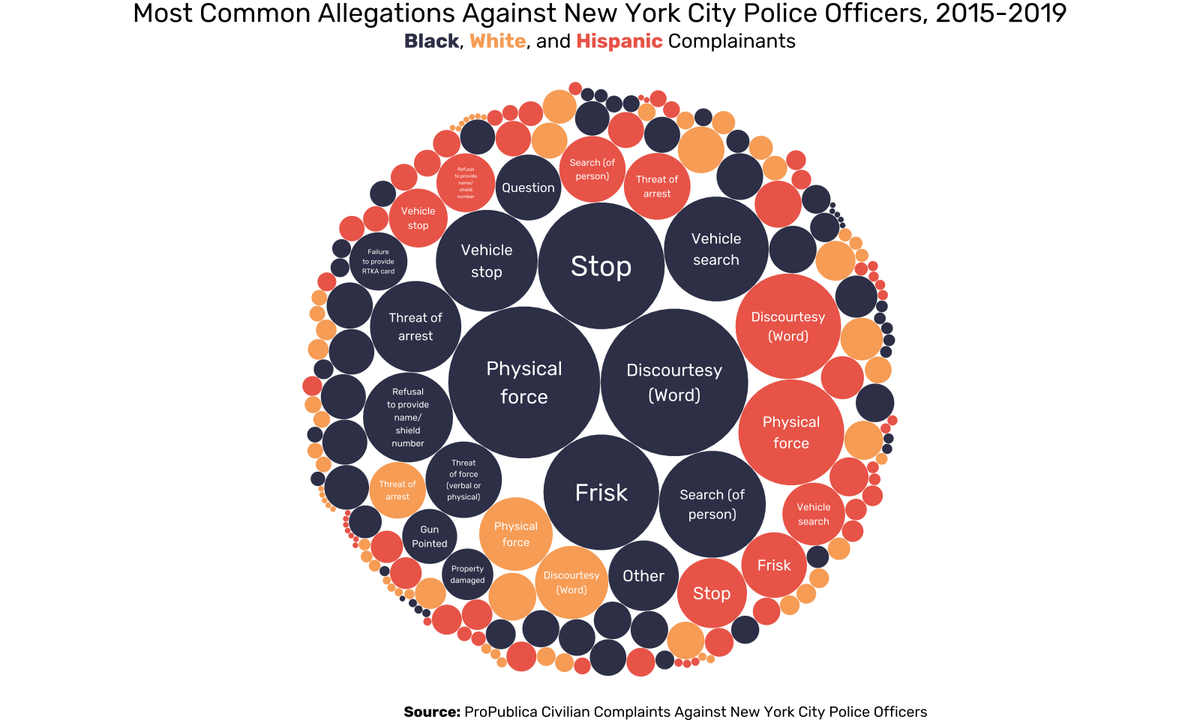 Most Common Allegations Against New York City Police Officers, 2015-2019
Black, White, and Hispanic Complainants
Search (of
person)
Refusal
to provide
name/
shield
number
Threat of
arrest
Question
Vehicle
stop
Vehicle
search
Vehicle
stop
Stop
Failure
to provide
RTKA card
Threat of
arrest
Discourtesy
(Word)
Physical
force
Discourtesy
(Word)
Refusal
to provide
name/
shield
number
Physical
force
Threat
of force
(verbal or
physical)
Threat of
arrest
Frisk
Search (of
person)
Vehicle
search
Gun
Pointed
Physical
force
Property
damaged
Discourtesy
(Word)
Other
Frisk
Stop
Source: ProPublica Civilian Complaints Against New York City Police Officers